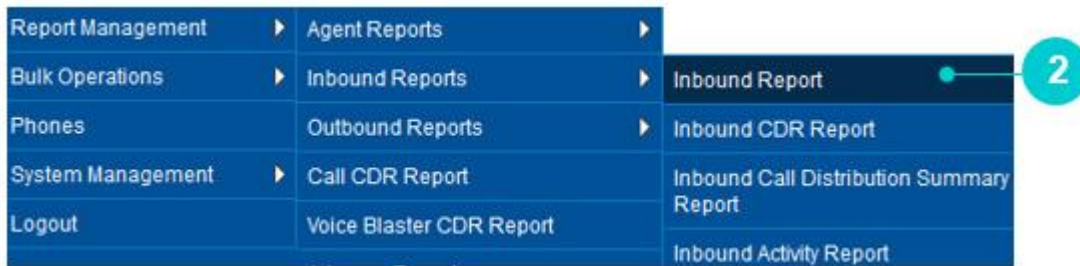 Report Management
Bulk Operations
Phones
System Management
Logout
Agent Reports
Inbound Reports
Outbound Reports
Call CDR Report
Voice Blaster CDR Report
Inbound Report
Inbound CDR Report
Inbound Call Distribution Summary
Report
Inbound Activity Report
2